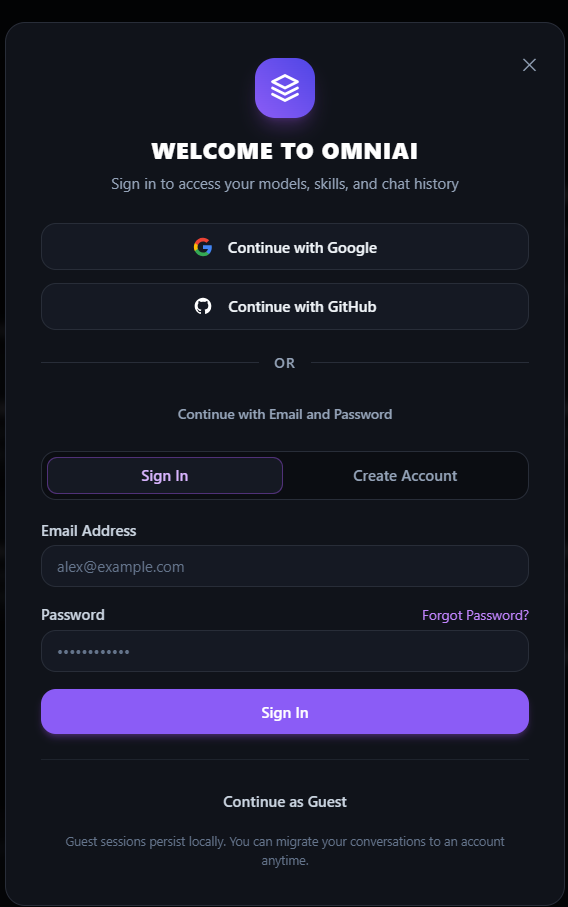 WELCOME TO OMNIAI
Sign in to access your models, skills, and chat history
Continue with Google
Continue with GitHub
OR
Continue with Email and Password
Sign In
Create Account
Email Address
alex@example.com
Password
Forgot Password?
••••••••••••
Sign In
Continue as Guest
Guest sessions persist locally. You can migrate your conversations to an account
anytime.